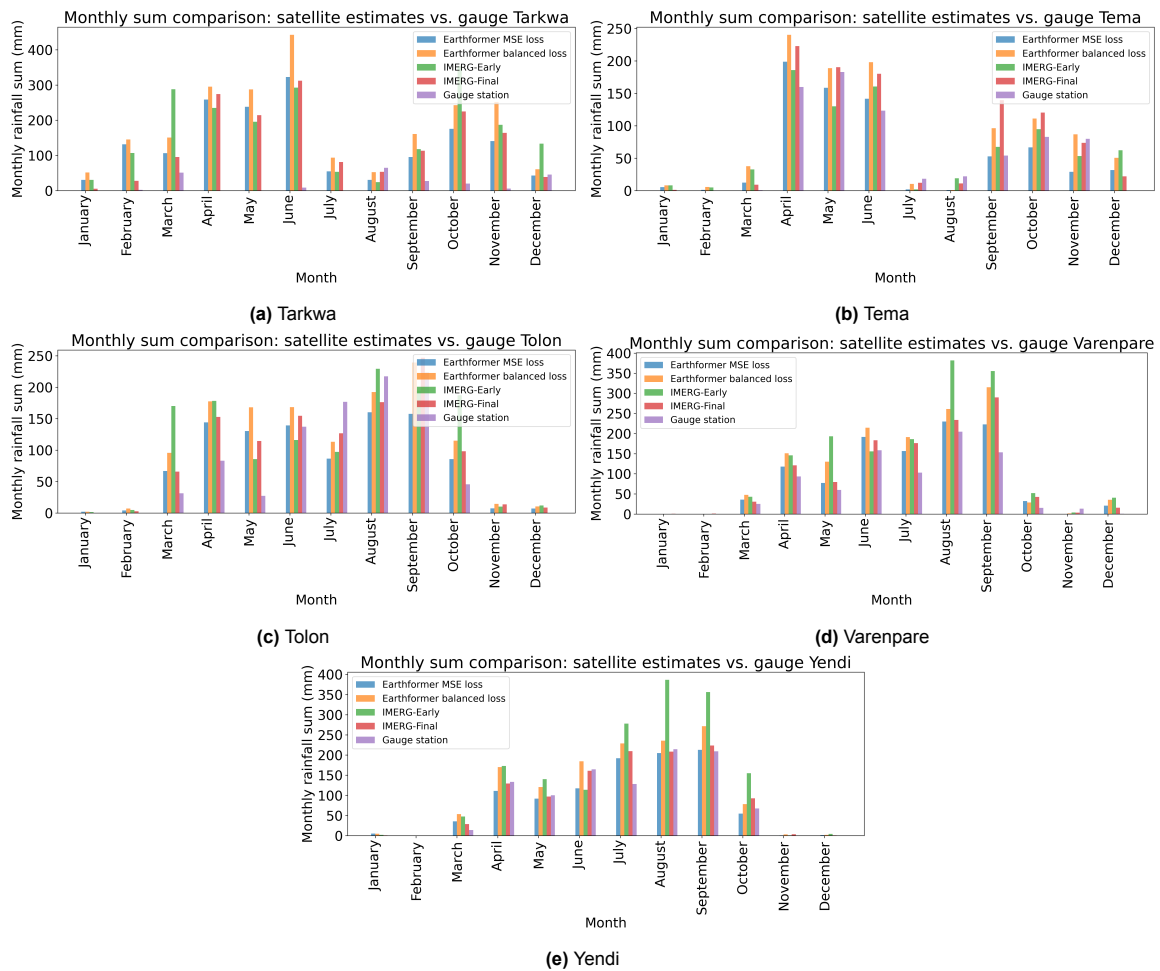 Monthly sum comparison: satellite estimates vs. gauge Tarkwa
Monthly rainfall sum (mm)
400
300
200
100
0
Earthformer MSE loss
Earthformer balanced loss
IMERG-Early
IMERG-Final
Gauge station
January
February
March
April
May
June
July
August
September
October
November
December
Month
(a) Tarkwa
Monthly sum comparison: satellite estimates vs. gauge Tema
Monthly rainfall sum (mm)
250
200
150
100
50
0
Earthformer MSE loss
Earthformer balanced loss
IMERG-Early
IMERG-Final
Gauge station
January
February
March
April
May
June
July
August
September
October
November
December
Month
(b) Tema
Monthly sum comparison: satellite estimates vs. gauge Tolon
Monthly rainfall sum (mm)
250
200
150
100
50
0
Earthformer MSE loss
Earthformer balanced loss
IMERG-Early
IMERG-Final
Gauge station
January
February
March
April
May
June
July
August
September
October
November
December
Month
(c) Tolon
Monthly sum comparison: satellite estimates vs. gauge Varenpare
Monthly rainfall sum (mm)
400
350
300
250
200
150
100
50
0
Earthformer MSE loss
Earthformer balanced loss
IMERG-Early
IMERG-Final
Gauge station
January
February
March
April
May
June
July
August
September
October
November
December
Month
(d) Varenpare
Monthly sum comparison: satellite estimates vs. gauge Yendi
Monthly rainfall sum (mm)
400
350
300
250
200
150
100
50
0
Earthformer MSE loss
Earthformer balanced loss
IMERG-Early
IMERG-Final
Gauge station
January
February
March
April
May
June
July
August
September
October
November
December
Month
(e) Yendi